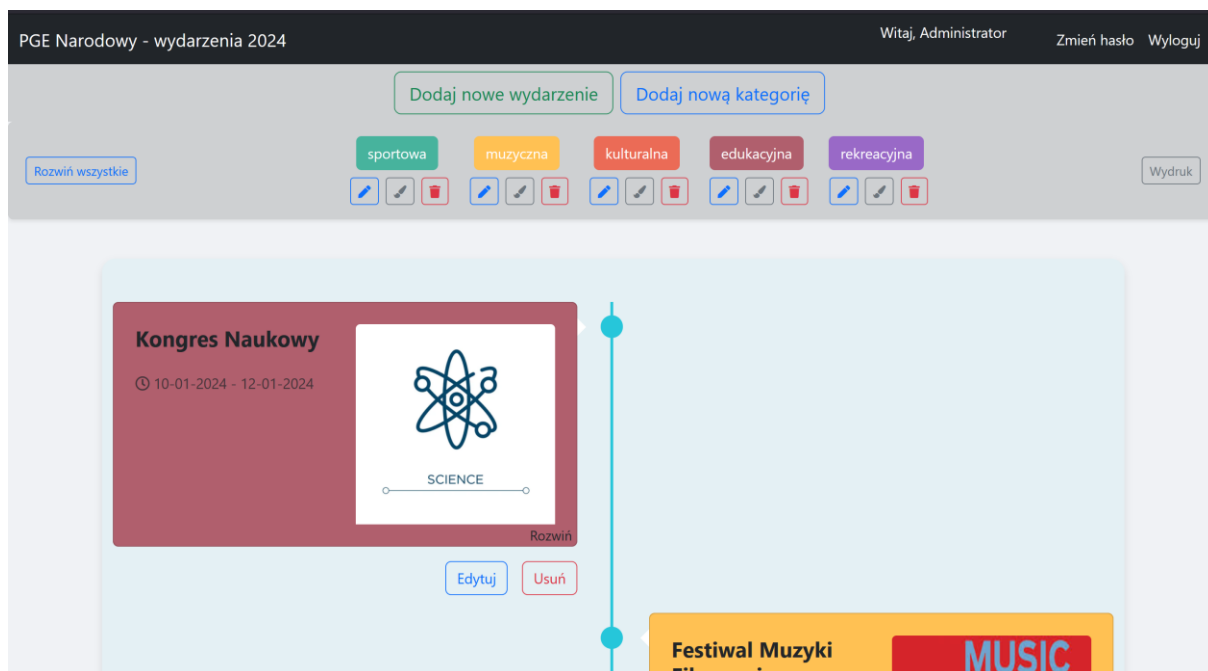 PGE Narodowy - wydarzenia 2024
Witaj, Administrator
Zmień hasło
Wyloguj
Dodaj nowe wydarzenie
Dodaj nową kategorię
sportowa
muzyczna
kulturalna
edukacyjna
rekreacyjna
Rozwiń wszystkie
Wydruk
Kongres Naukowy
10-01-2024 - 12-01-2024
SCIENCE
Rozwiń
Edytuj
Usuń
Festiwal Muzyki
MUSIC